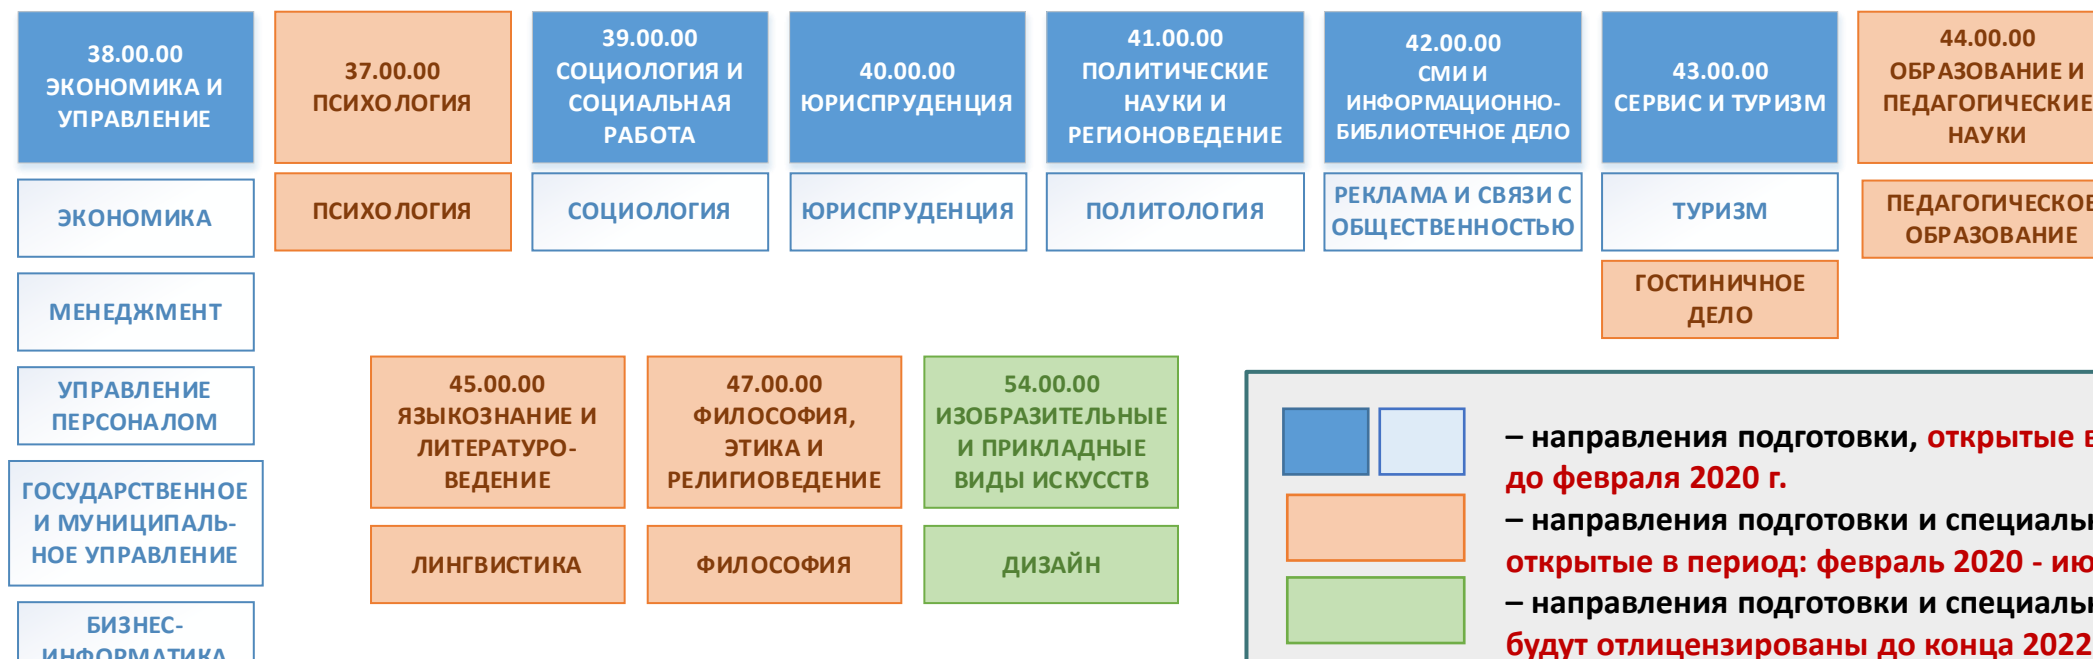 38.00.00
ЭКОНОМИКА И
УПРАВЛЕНИЕ
37.00.00
ПСИХОЛОГИЯ
39.00.00
СОЦИОЛОГИЯ И
СОЦИАЛЬНАЯ
РАБОТА
40.00.00
ЮРИСПРУДЕНЦИЯ
41.00.00
ПОЛИТИЧЕСКИЕ
НАУКИ И
РЕГИОНОВЕДЕНИЕ
42.00.00
СМИ И
ИНФОРМАЦИОННО-
БИБЛИОТЕЧНОЕ ДЕЛО
43.00.00
СЕРВИС И ТУРИЗМ
44.00.00
ОБРАЗОВАНИЕ И
ПЕДАГОГИЧЕСКИЕ
НАУКИ
ЭКОНОМИКА
ПСИХОЛОГИЯ
СОЦИОЛОГИЯ
ЮРИСПРУДЕНЦИЯ
ПОЛИТОЛОГИЯ
РЕКЛАМА И СВЯЗИ С
ОБЩЕСТВЕННОСТЬЮ
ТУРИЗМ
ПЕДАГОГИЧЕСКОЕ
ОБРАЗОВАНИЕ
МЕНЕДЖМЕНТ
ГОСТИНИЧНОЕ
ДЕЛО
УПРАВЛЕНИЕ
ПЕРСОНАЛОМ
ГОСУДАРСТВЕННОЕ
И МУНИЦИПАЛЬ-
НОЕ УПРАВЛЕНИЕ
БИЗНЕС-
ИНФОРМАТИКА
45.00.00
ЯЗЫКОЗНАНИЕ И
ЛИТЕРАТУРО-
ВЕДЕНИЕ
47.00.00
ФИЛОСОФИЯ,
ЭТИКА И
РЕЛИГИОВЕДЕНИЕ
54.00.00
ИЗОБРАЗИТЕЛЬНЫЕ
И ПРИКЛАДНЫЕ
ВИДЫ ИСКУССТВ
ЛИНГВИСТИКА
ФИЛОСОФИЯ
ДИЗАЙН
– направления подготовки, открытые в
до февраля 2020 г.
– направления подготовки и специальн
открытые в период: февраль 2020 - ию
– направления подготовки и специальн
будут отлицензированы до конца 2022